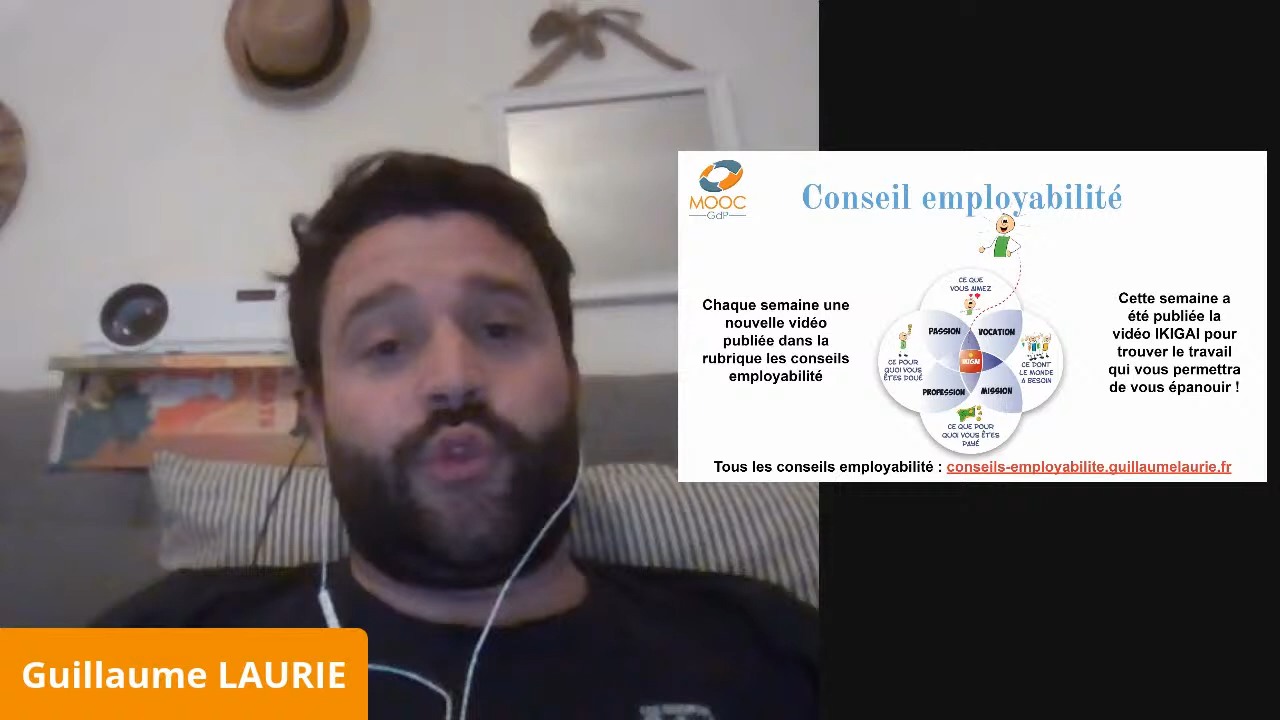 MOOC
GdP
Conseil employabilité
Chaque semaine une
nouvelle vidéo
publiée dans la
rubrique les conseils
employabilité
CE QUE
VOUS AIMEZ
PASSION
VOCATION
CE POUR
QUOI VOUS
ÊTES DOUÉ
IKIGAI
CE DONT
LE MONDE
A BESOIN
PROFESSION
MISSION
CE QUE POUR
QUOI VOUS ÊTES
PAYÉ
Cette semaine a
été publiée la
vidéo IKIGAI pour
trouver le travail
qui vous permettra
de vous épanouir !
Tous les conseils employabilité : conseils-employabilite.guillaumelaurie.fr
Guillaume LAURIE